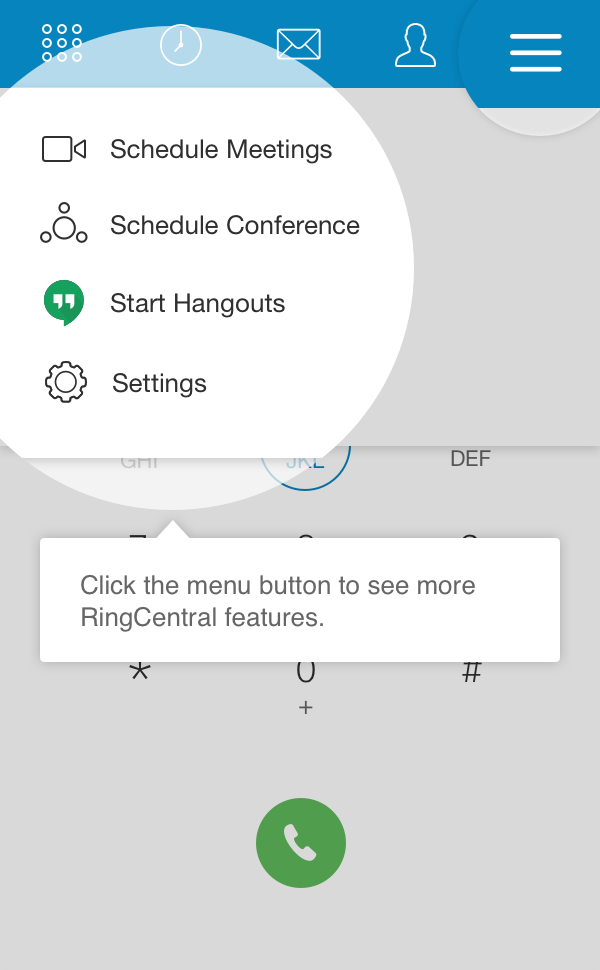 Schedule Meetings
Schedule Conference
Start Hangouts
Settings
GHI
JKL
DEF
Click the menu button to see more
RingCentral features.
* 0 #
+